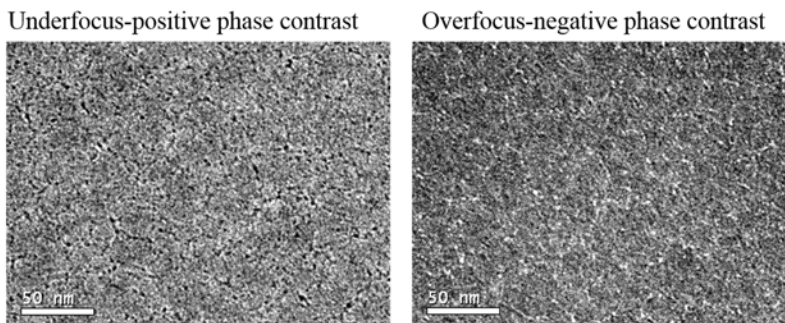 Underfocus-positive phase contrast
Overfocus-negative phase contrast
50 nm
50 nm